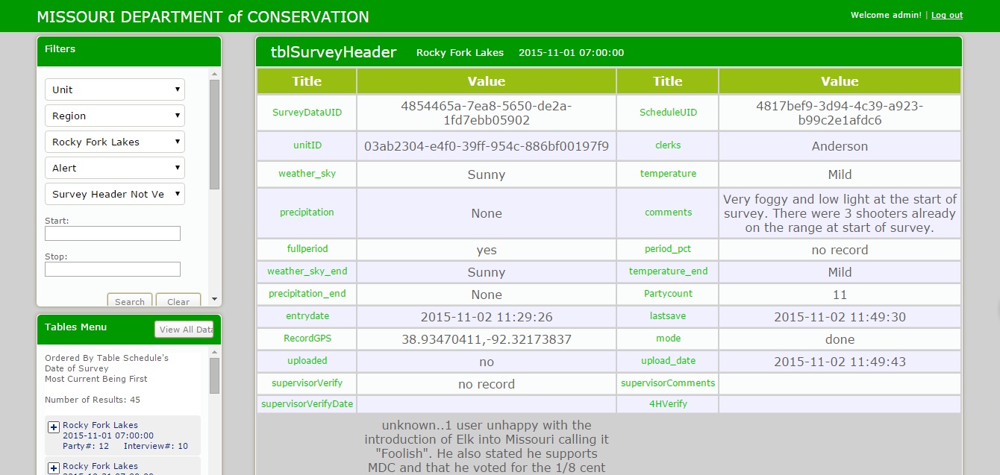 MISSOURI DEPARTMENT of CONSERVATION
Welcome admin! | Log out
Filters
Unit
Region
Rocky Fork Lakes
Alert
Survey Header Not Ve
Start:
Stop:
Search
Clear
Tables Menu
View All Data
Ordered By Table Schedule's
Date of Survey
Most Current Being First
Number of Results: 45
Rocky Fork Lakes
2015-11-01 07:00:00
Party#: 12 Interview#: 10
Rocky Fork Lakes
tblSurveyHeader Rocky Fork Lakes 2015-11-01 07:00:00
Title Value Title Value
SurveyDataUID
4854465a-7ea8-5650-de2a-
1fd7ebb05902
ScheduleUID
4817bef9-3d94-4c39-a923-
b99c2e1afdc6
unitID 03ab2304-e4f0-39ff-954c-886bf00197f9 clerks Anderson
weather_sky Sunny temperature Mild
precipitation None comments
Very foggy and low light at the start of
survey. There were 3 shooters already
on the range at start of survey.
fullperiod yes period_pct no record
weather_sky_end Sunny temperature_end Mild
precipitation_end None Partycount 11
entrydate 2015-11-02 11:29:26 lastsave 2015-11-02 11:49:30
RecordGPS 38.93470411,-92.32173837 mode done
uploaded no upload_date 2015-11-02 11:49:43
supervisorVerify no record supervisorComments
supervisorVerifyDate 4HVerify
unknown..1 user unhappy with the
introduction of Elk into Missouri calling it
"Foolish". He also stated he supports
MDC and that he voted for the 1/8 cent